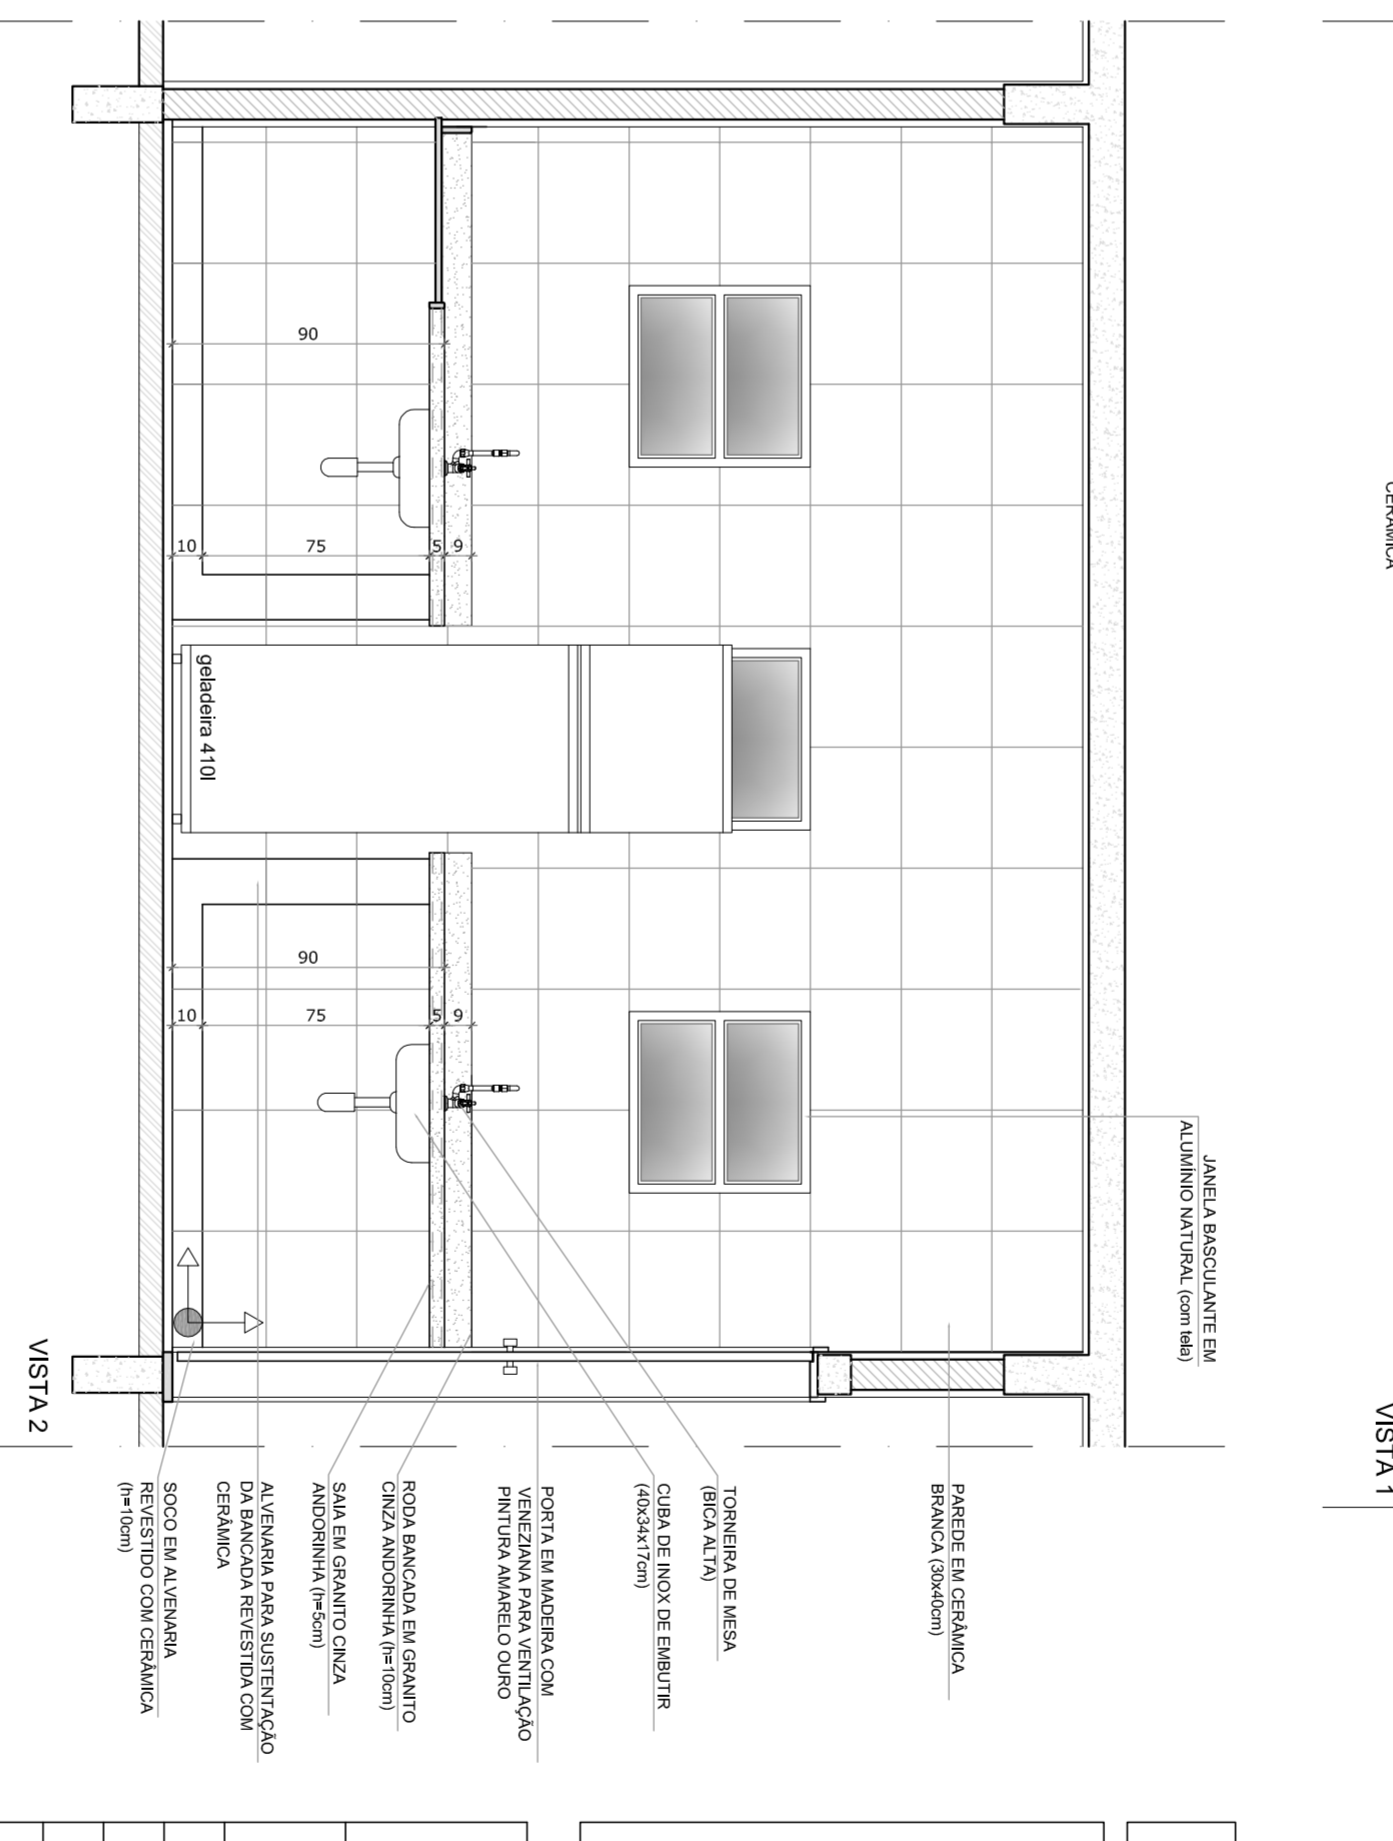 CERÂMICA
VISTA 1
JANELA BASCULANTE EM
ALUMÍNIO NATURAL (com tela)
PAREDE EM CERÂMICA
BRANCA (30x40cm)
TORNEIRA DE MESA
(BICA ALTA)
CUBA DE INOX DE EMBUTIR
(40x34x17cm)
PORTA EM MADEIRA COM
VENEZIANA PARA VENTILAÇÃO
PINTURA AMARELO OURO
RODA BANCADA EM GRANITO
CINZA ANDORINHA (h=10cm)
SAIA EM GRANITO CINZA
ANDORINHA (h=5cm)
ALVENARIA PARA SUSTENTAÇÃO
DA BANCADA REVESTIDA COM
CERÂMICA
SOCO EM ALVENARIA
REVESTIDO COM CERÂMICA
(h=10cm)
90
10 75 5 9
geladeira 410l
90
10 75 5 9
VISTA 2